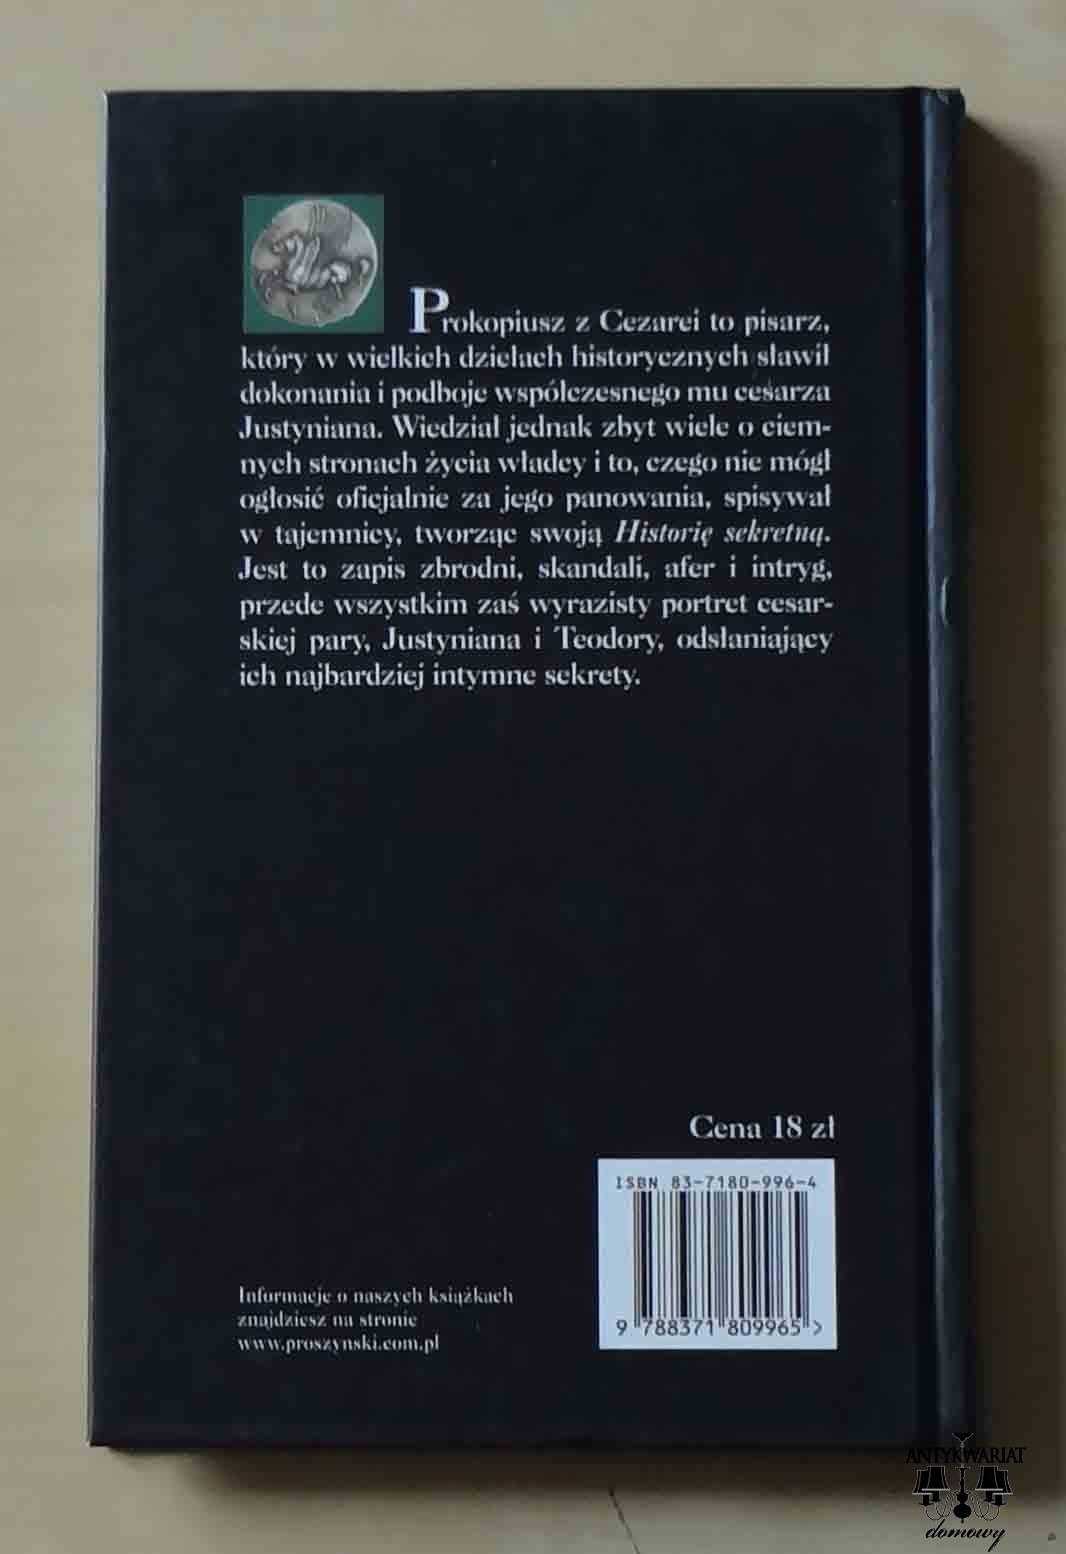 Prokopiusz z Cezarei to pisarz,
który w wielkich dziełach historycznych sławił
dokonania i podboje współczesnego mu cesarza
Justyniana. Wiedział jednak zbyt wiele o ciem-
nych stronach życia władcy i to, czego nie mógł
ogłosić oficjalnie za jego panowania, spisywał
w tajemnicy, tworząc swoją Historię sekretną.
Jest to zapis zbrodni, skandali, afer i intryg,
przede wszystkim zaś wyrazisty portret cesar-
skiej pary, Justyniana i Teodory, odsłaniający
ich najbardziej intymne sekrety.
Cena 18 zł
ISBN 83-7180-996-4
9 788371 809965 >
Informacje o naszych książkach
znajdziesz na stronie
www.proszynski.com.pl
ANTYKWARIAT
domowy